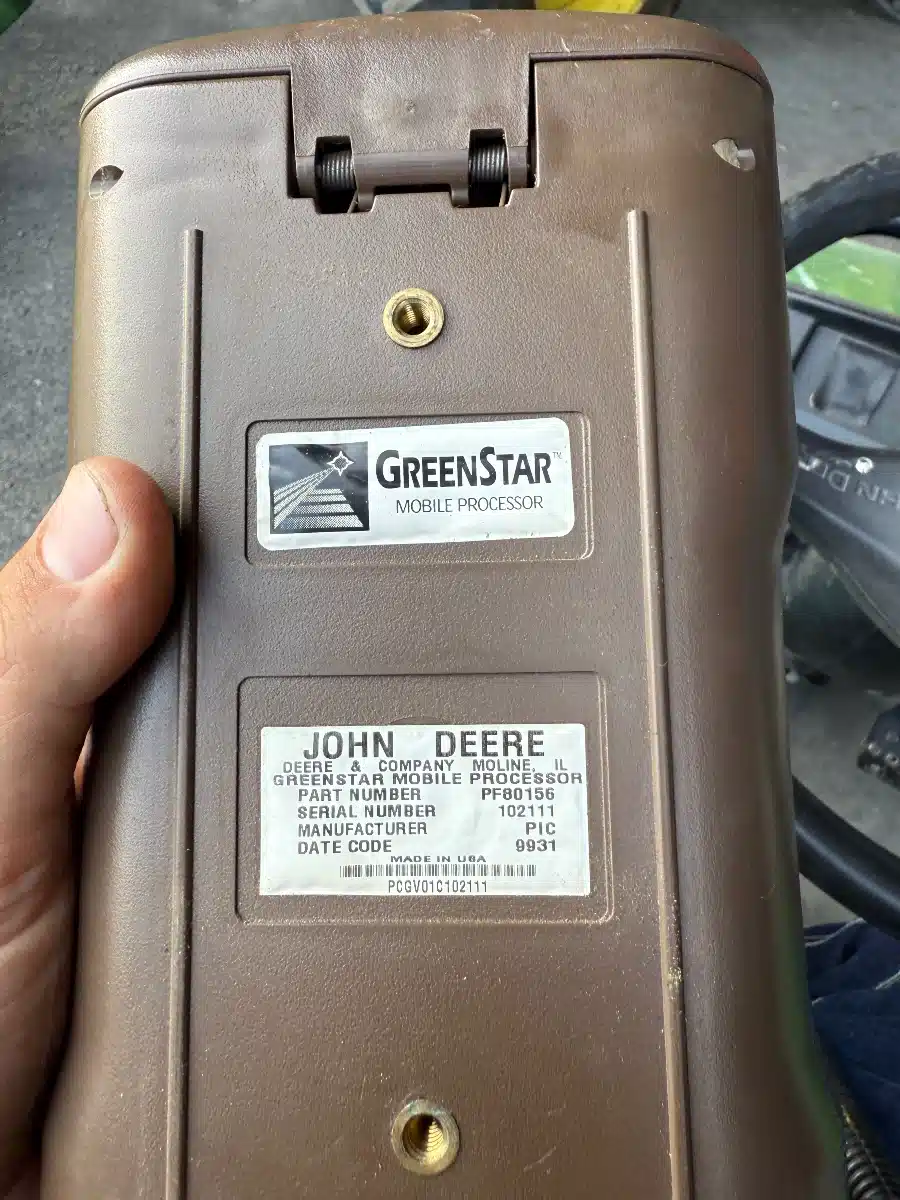 GREENSTAR™
MOBILE PROCESSOR
JOHN DEERE
DEERE & COMPANY MOLINE, IL
GREENSTAR MOBILE PROCESSOR
PART NUMBER PF80156
SERIAL NUMBER 102111
MANUFACTURER PIC
DATE CODE 9931
MADE IN USA
PCGV01C102111